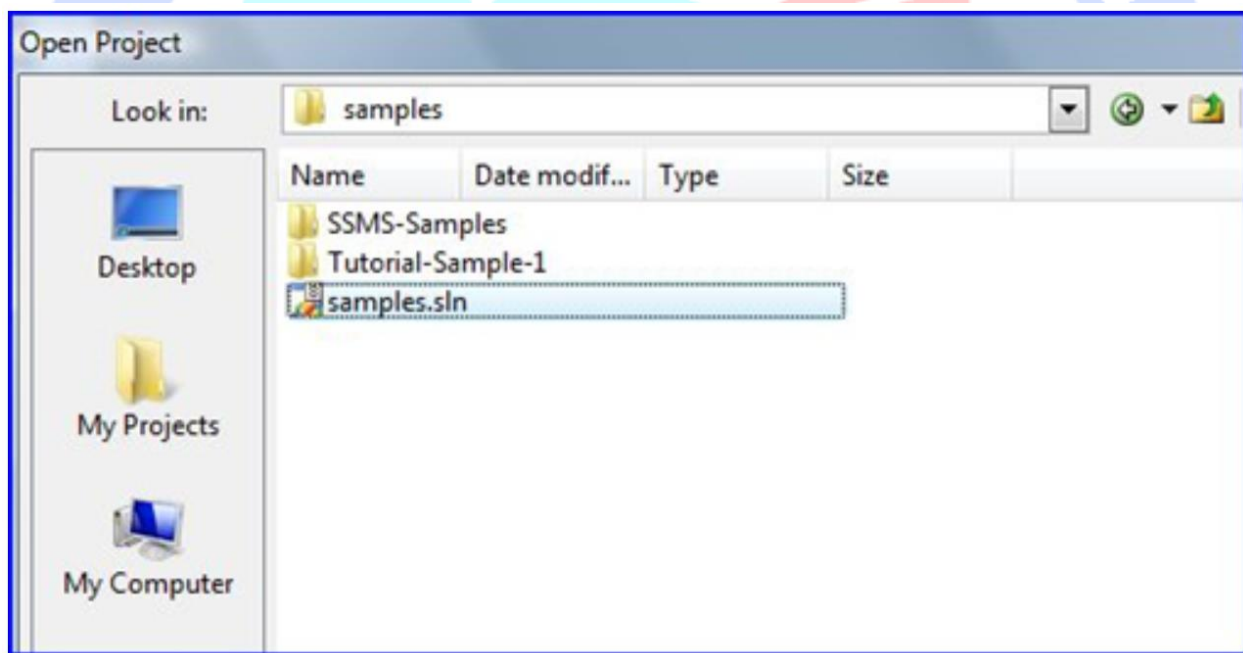 Open Project
Look in:
samples
Name Date modif... Type Size
SSMS-Samples
Tutorial-Sample-1
samples.sln
Desktop
My Projects
My Computer